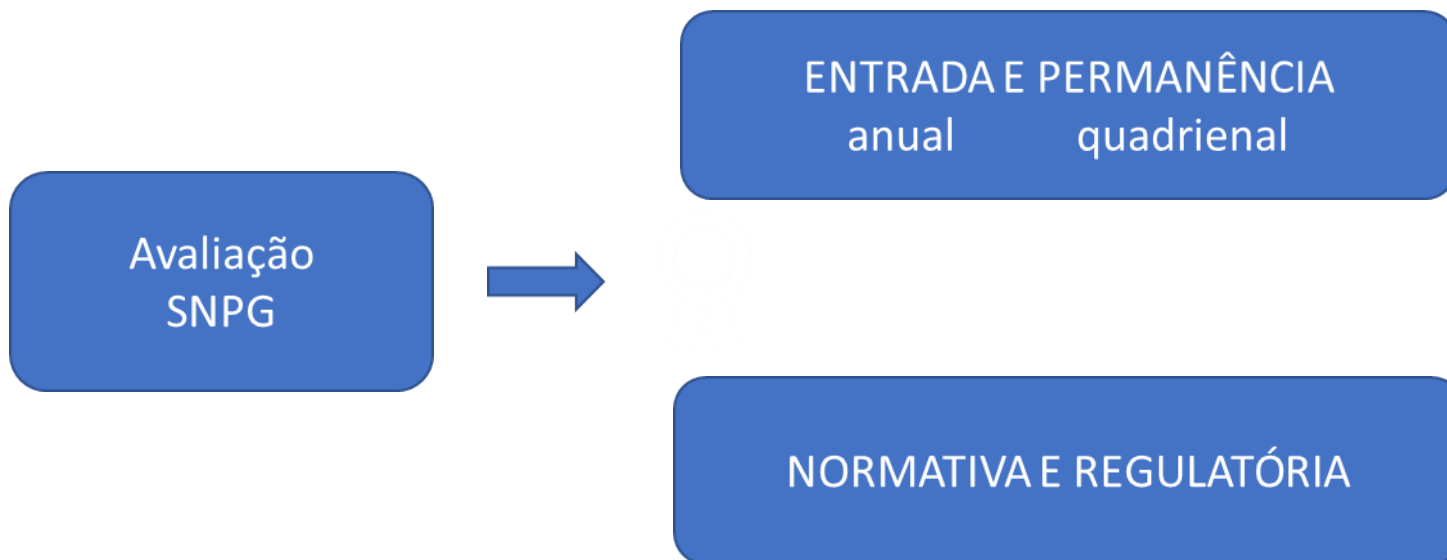 ENTRADA E PERMANÊNCIA
anual quadrienal
Avaliação
SNPG
NORMATIVA E REGULATÓRIA